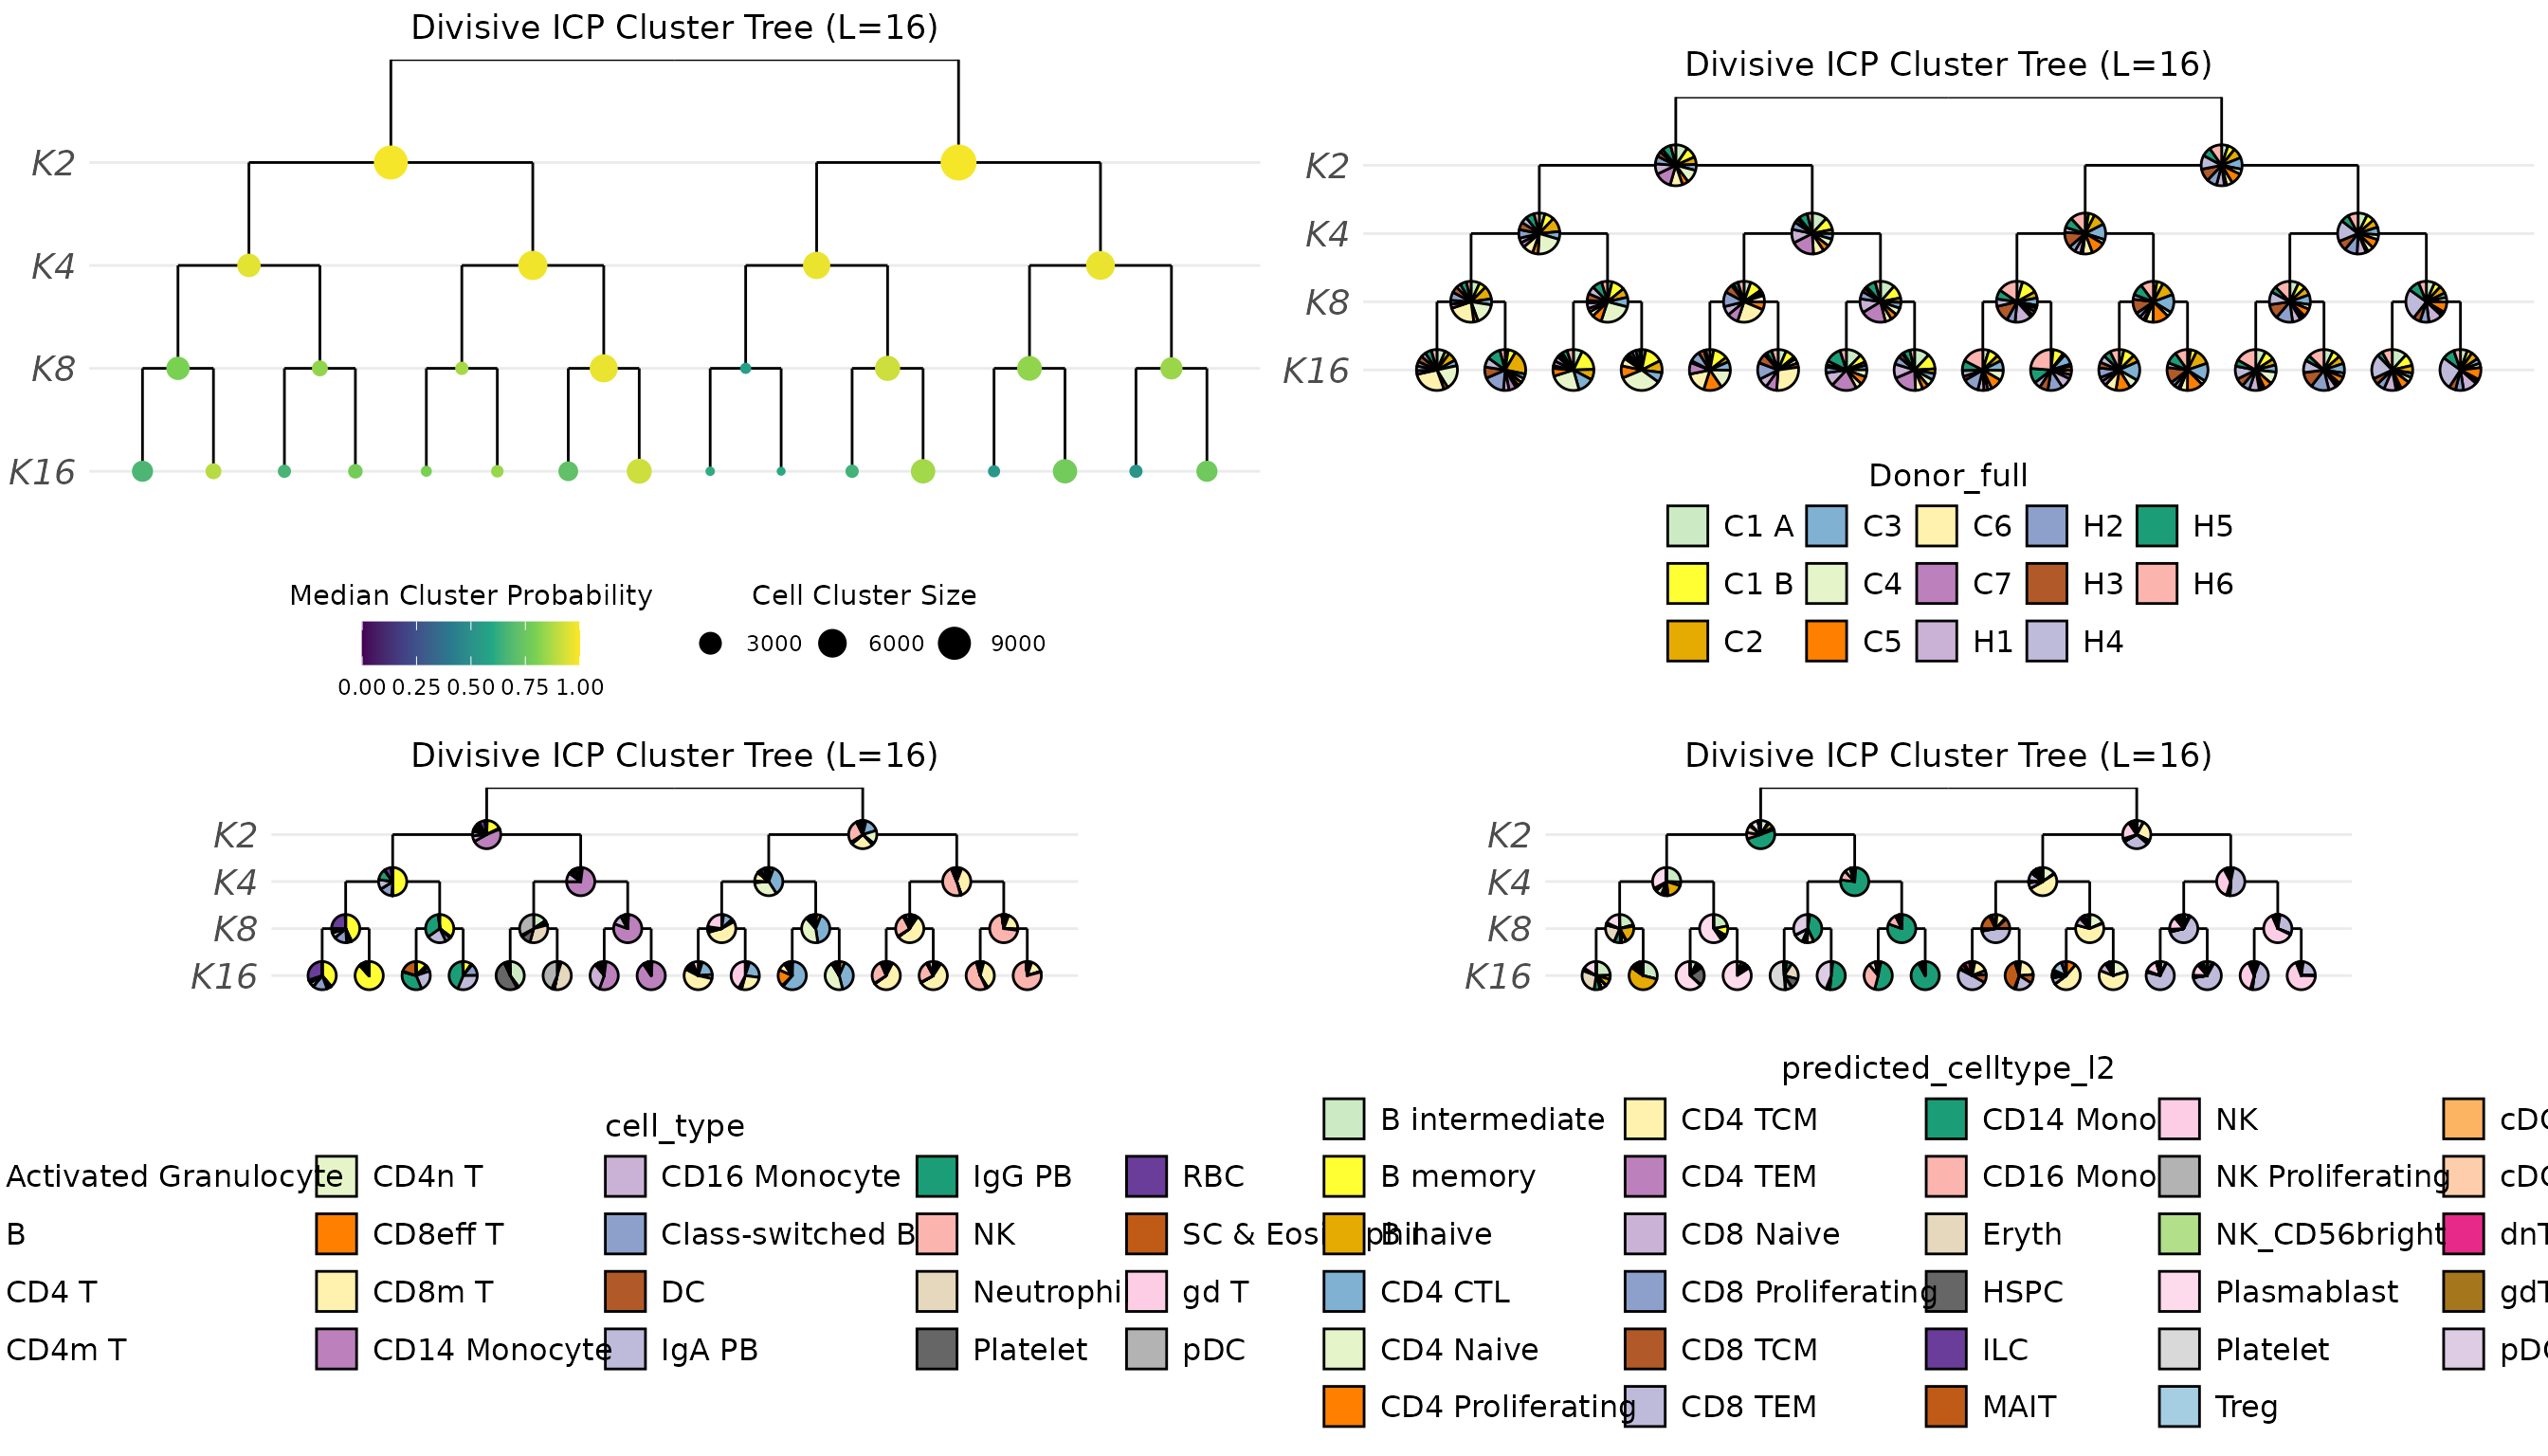 Divisive ICP Cluster Tree (L=16)
K2
K4
K8
K16
Median Cluster Probability
0.00 0.25 0.50 0.75 1.00
Cell Cluster Size
3000 6000 9000
Divisive ICP Cluster Tree (L=16)
K2
K4
K8
K16
Donor_full
C1 A C3 C6 H2 H5
C1 B C4 C7 H3 H6
C2 C5 H1 H4
Divisive ICP Cluster Tree (L=16)
K2
K4
K8
K16
cell_type
Activated Granulocyte CD4n T CD16 Monocyte IgG PB RBC
B CD8eff T Class-switched B NK SC & Eos
CD4 T CD8m T DC Neutrophi gd T
CD4m T CD14 Monocyte IgA PB Platelet pDC
Divisive ICP Cluster Tree (L=16)
K2
K4
K8
K16
predicted_celltype_l2
B intermediate CD4 TCM CD14 Mono NK cDC
B memory CD4 TEM CD16 Mono NK Proliferating cDC
B naive CD8 Naive Eryth NK_CD56bright dnT
CD4 CTL CD8 Proliferating HSPC Plasmablast gdT
CD4 Naive CD8 TCM ILC Platelet pDC
CD4 Proliferating CD8 TEM MAIT Treg